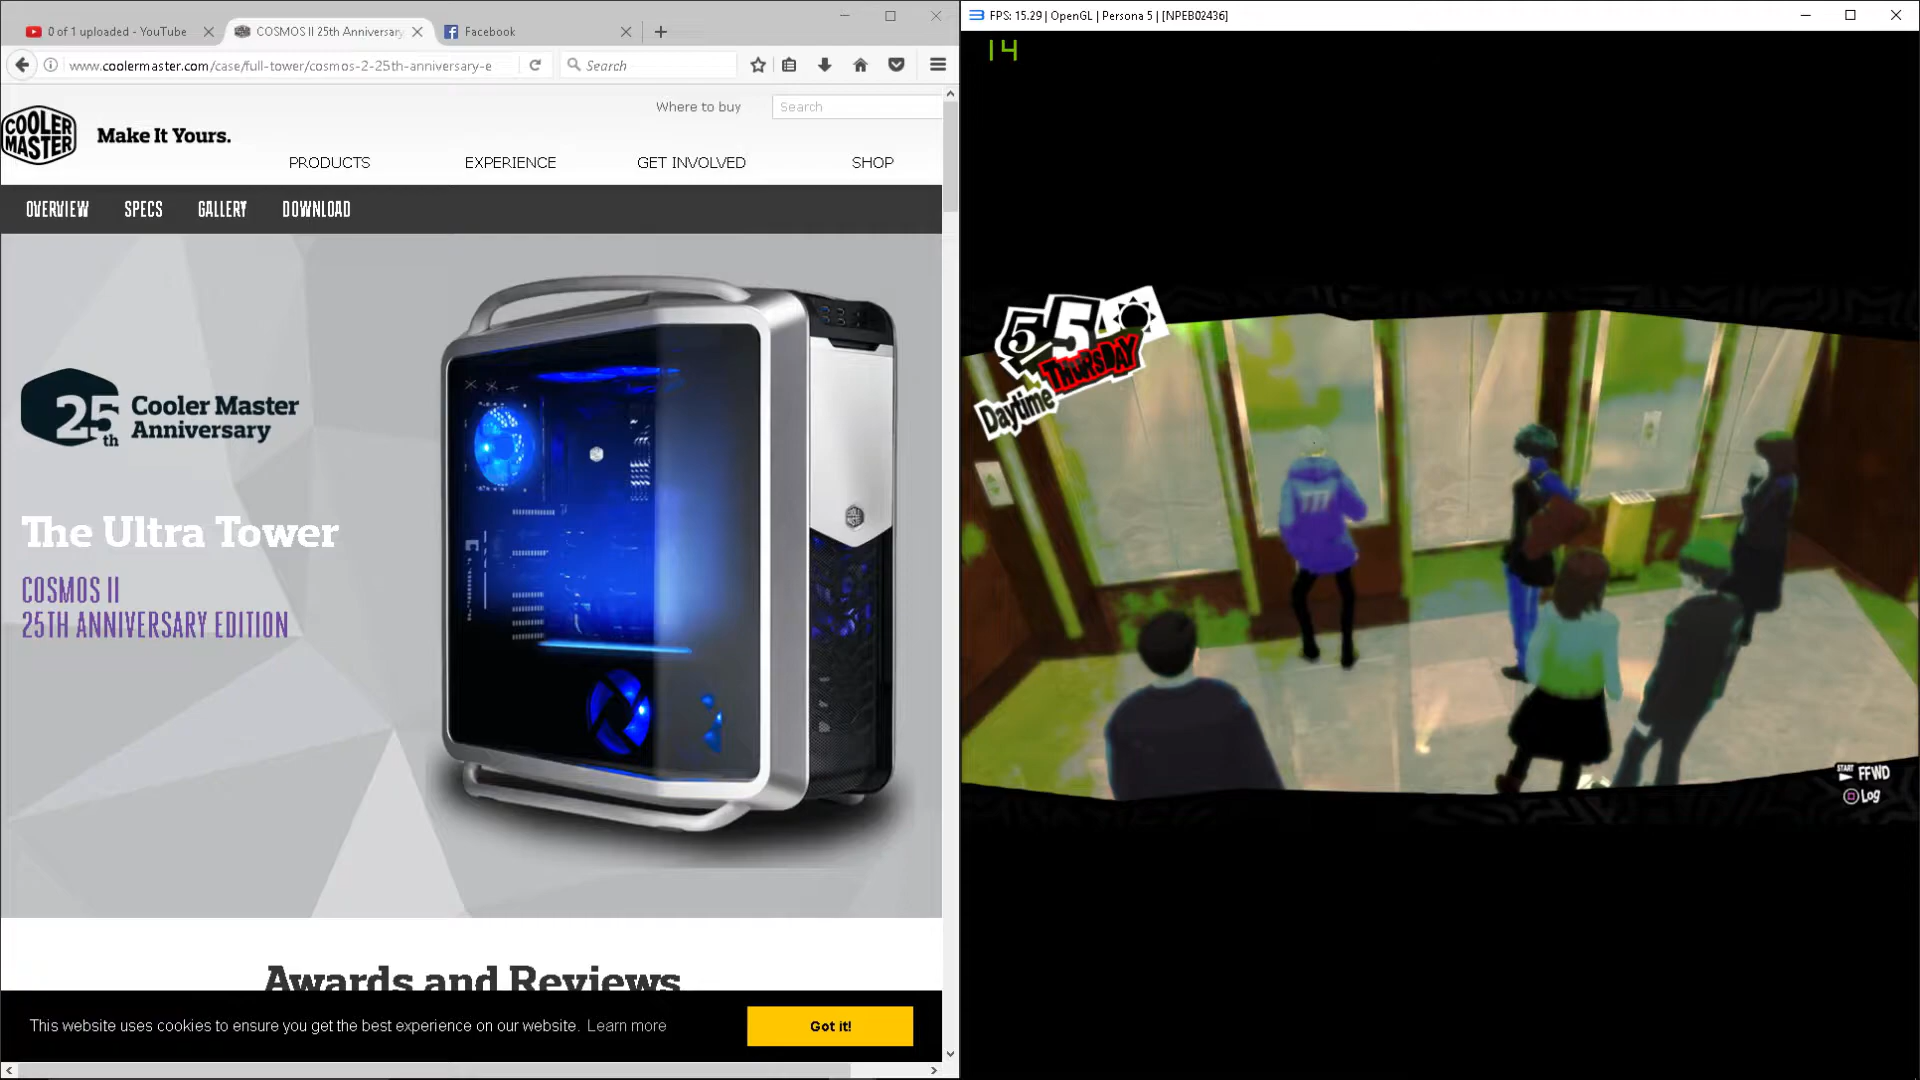 0 of 1 uploaded - YouTube
COSMOS II 25th Anniversary
Facebook
www.coolermaster.com/case/full-tower/cosmos-2-25th-anniversary-e
Search
Where to buy
Search
COOLER
MASTER
Make It Yours.
PRODUCTS
EXPERIENCE
GET INVOLVED
SHOP
OVERVIEW
SPECS
GALLERY
DOWNLOAD
25th
Cooler Master
Anniversary
The Ultra Tower
COSMOS II
25TH ANNIVERSARY EDITION
Awards and Reviews
This website uses cookies to ensure you get the best experience on our website. Learn more
Got it!
FPS: 15.29 | OpenGL | Persona 5 | [NPEB02436]
14
5/5
THURSDAY
Daytime
777
START
FFWD
Log